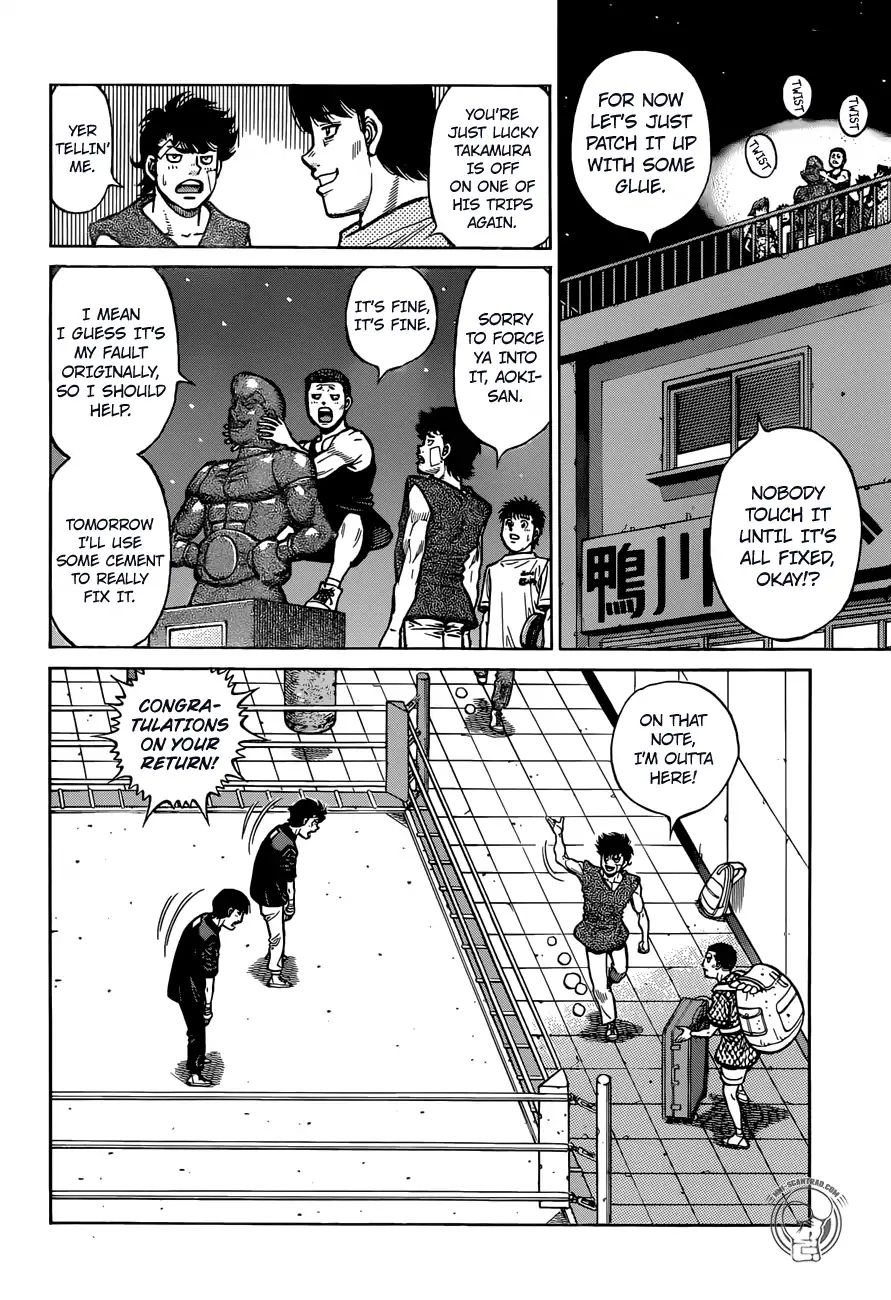 FOR NOW
LET'S JUST
PATCH IT UP
WITH SOME
GLUE.
TWIST
TWIST
TWIST
NOBODY
TOUCH IT
UNTIL IT'S
ALL FIXED,
OKAY!?
鴨川
YOU'RE
JUST LUCKY
TAKAMURA
IS OFF
ON ONE OF
HIS TRIPS
AGAIN.
YER
TELLIN'
ME.
SORRY
TO FORCE
YA INTO
IT, AOKI-
SAN.
IT'S FINE,
IT'S FINE.
I MEAN
I GUESS IT'S
MY FAULT
ORIGINALLY,
SO I SHOULD
HELP.
TOMORROW
I'LL USE
SOME CEMENT
TO REALLY
FIX IT.
ON THAT
NOTE,
I'M OUTTA
HERE!
CONGRA-
TULATIONS
ON YOUR
RETURN!